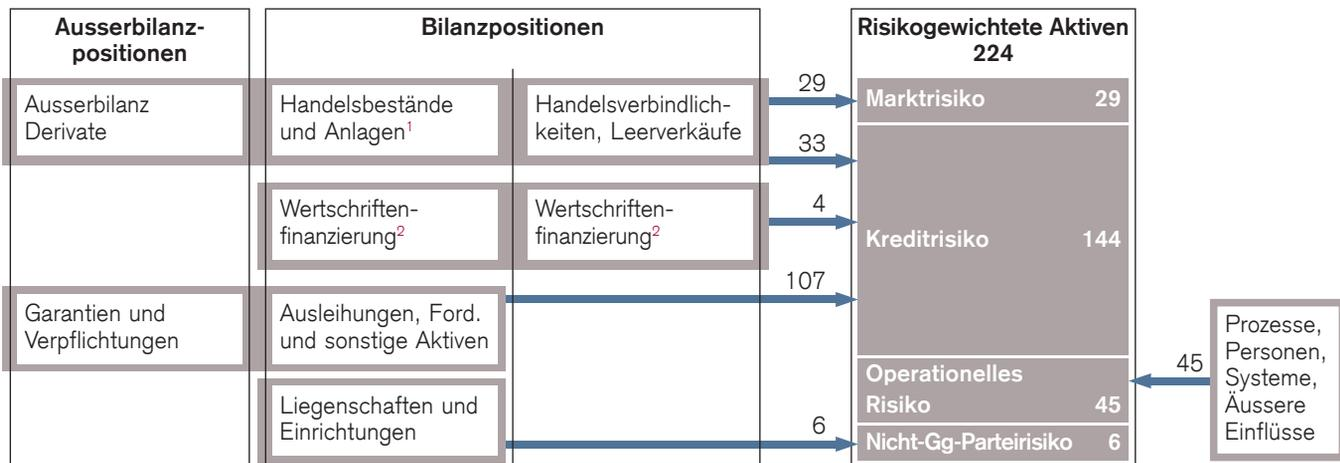 Ausserbilanz-
positionen
Bilanzpositionen
Risikogewichtete Aktiven
224
Ausserbilanz
Derivate
Handelsbestände
und Anlagen1
Handelsverbindlich-
keiten, Leerverkäufe
29
33
Marktrisiko 29
Wertschriften-
finanzierung2
Wertschriften-
finanzierung2
4
Kreditrisiko 144
Garantien und
Verpflichtungen
Ausleihungen, Ford.
und sonstige Aktiven
107
Liegenschaften und
Einrichtungen
6
Operationelles
Risiko 45
Nicht-Gg-Parteirisiko 6
45
Prozesse,
Personen,
Systeme,
Äussere
Einflüsse